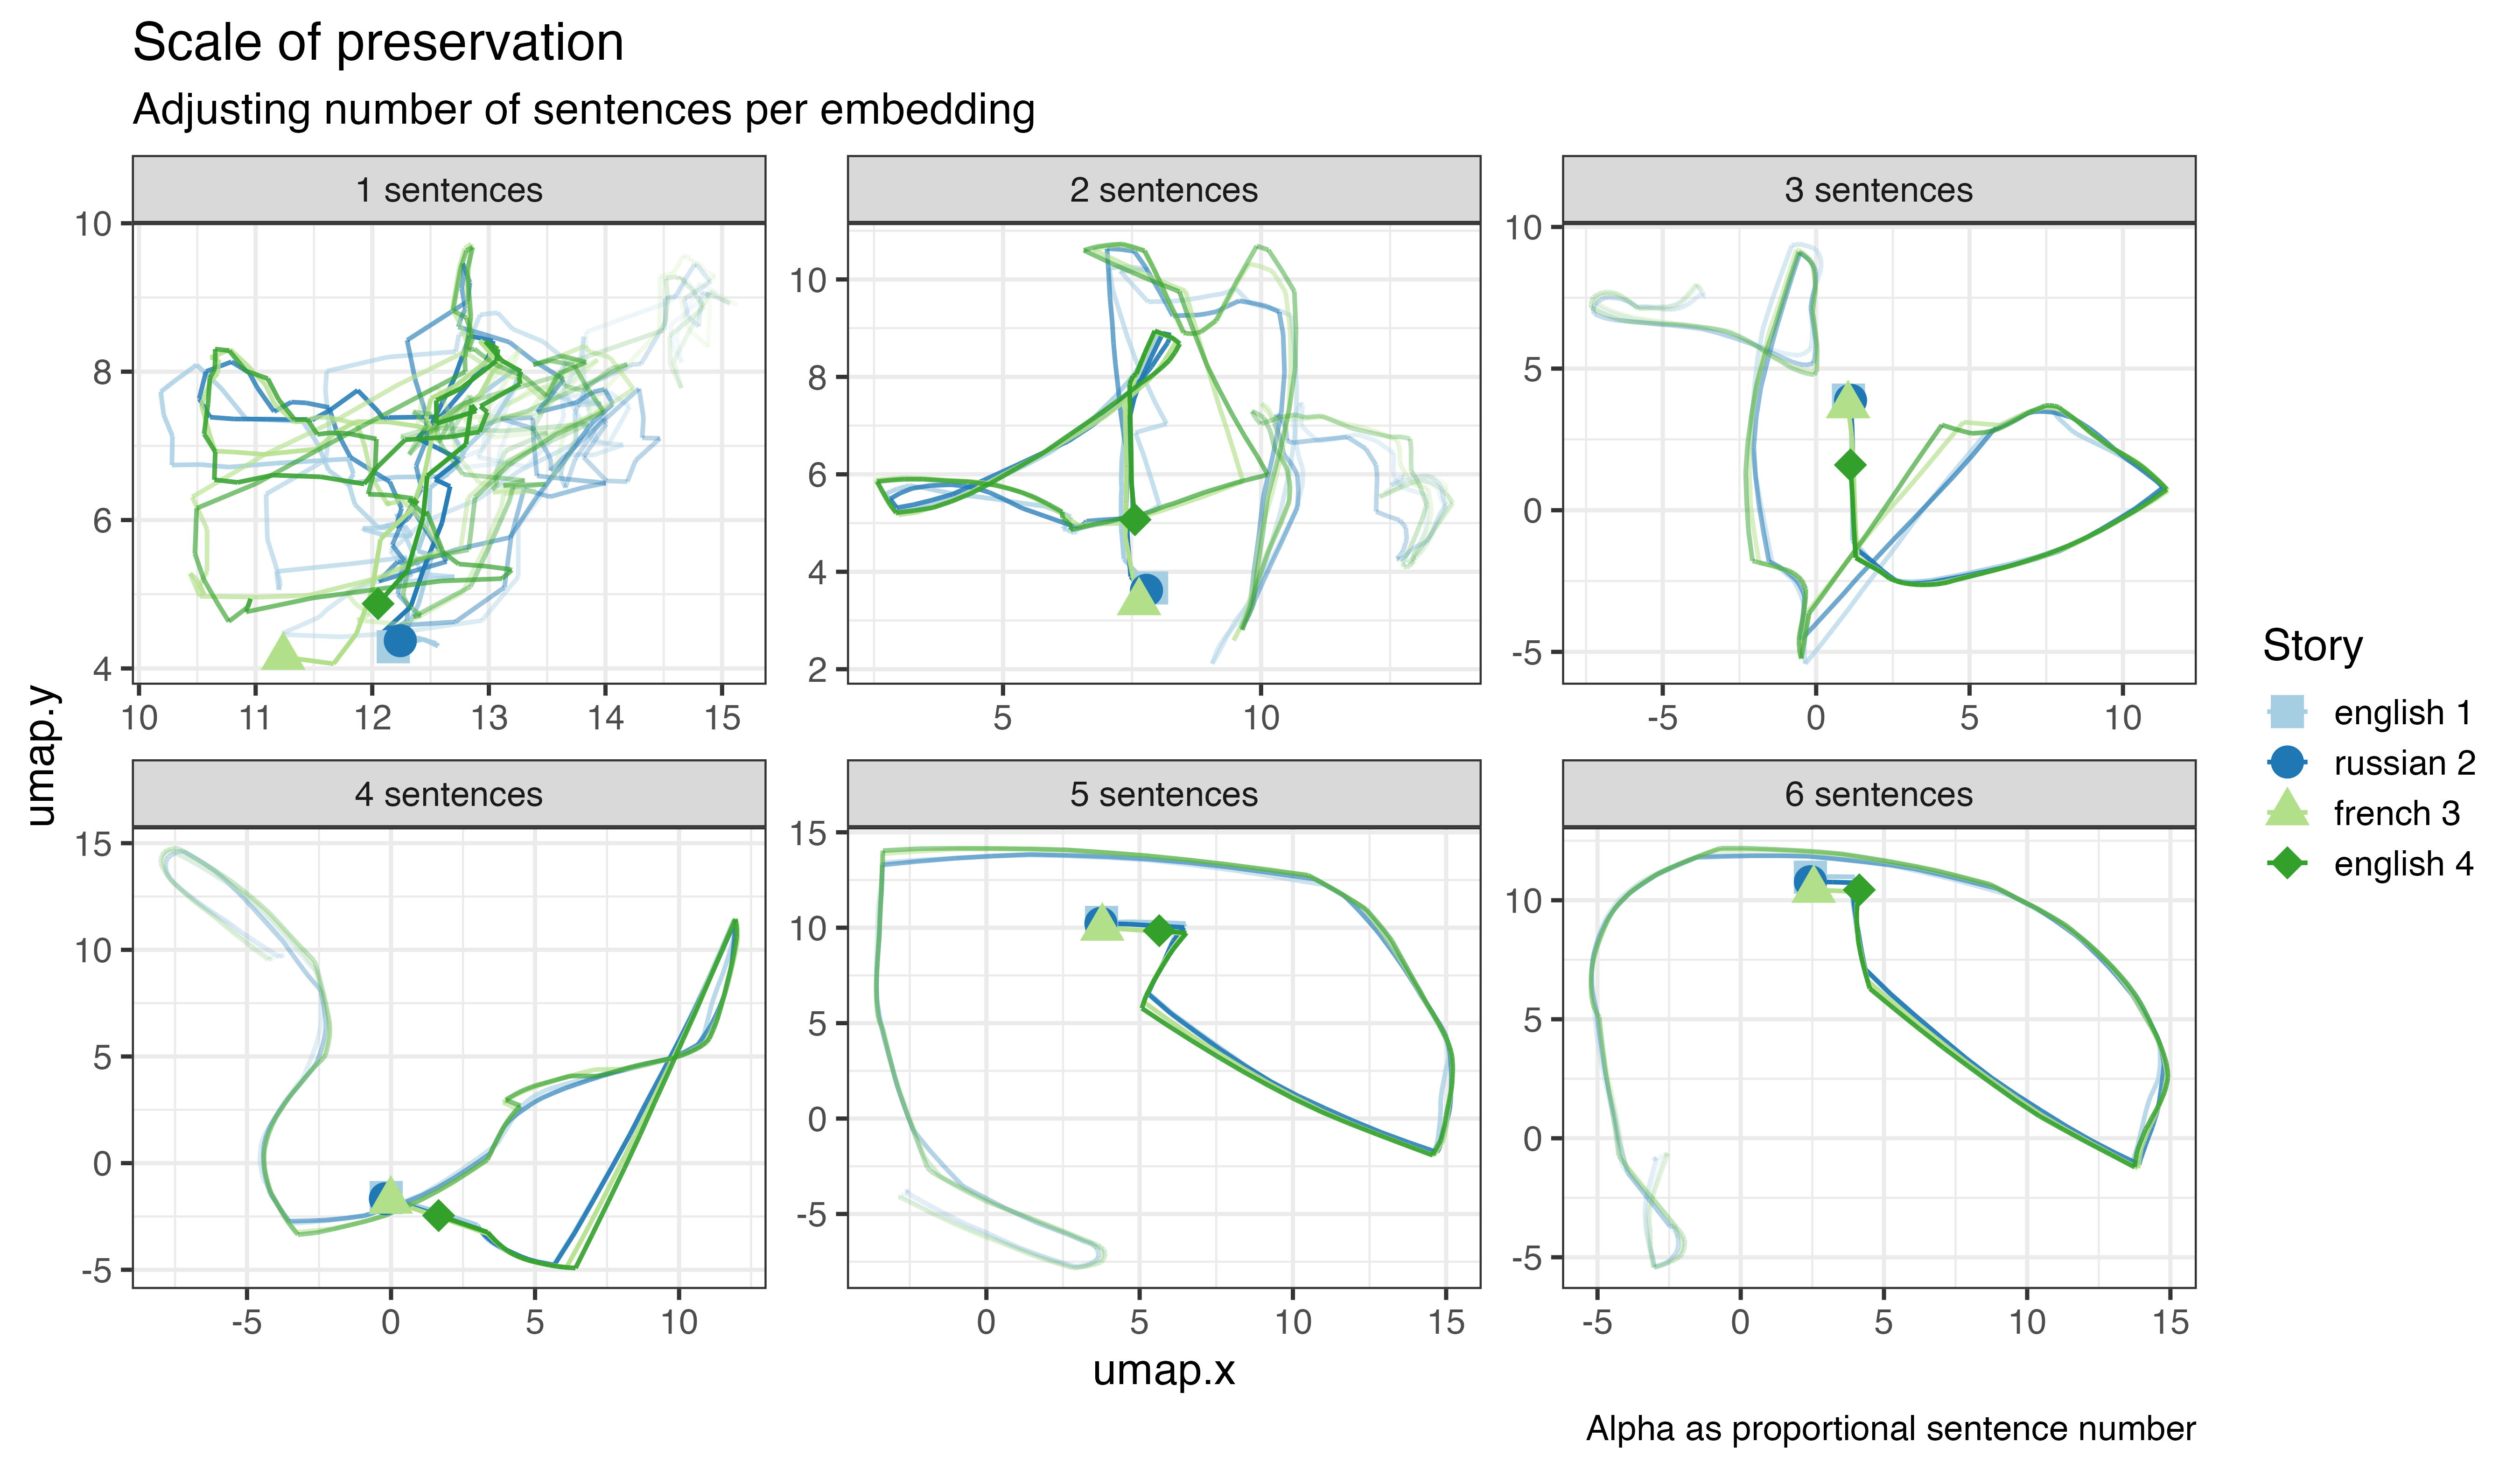 Scale of preservation
Adjusting number of sentences per embedding
1 sentences
2 sentences
3 sentences
10
8
6
4
10 11 12 13 14 15
10
8
6
4
2
5 10
10
5
0
-5
-5 0 5 10
4 sentences
5 sentences
6 sentences
15
10
5
0
-5
-5 0 5 10
15
10
5
0
-5
0 5 10 15
10
5
0
-5
-5 0 5 10 15
umap.y
umap.x
Story
english 1
russian 2
french 3
english 4
Alpha as proportional sentence number